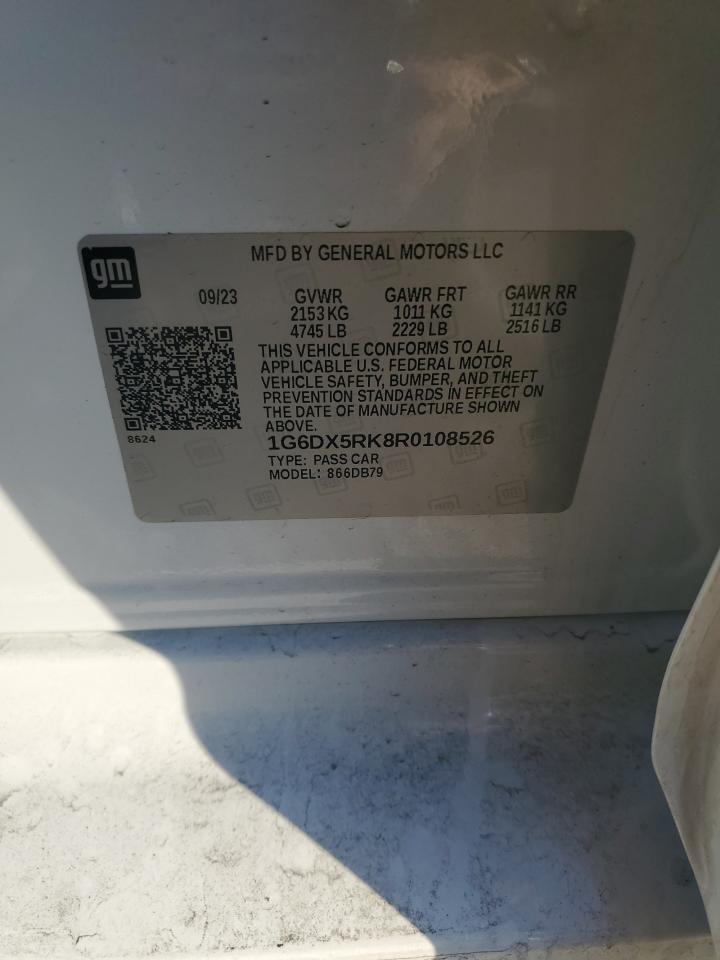 gm
MFD BY GENERAL MOTORS LLC
09/23 GVWR GAWR FRT GAWR RR
2153 KG 1011 KG 1141 KG
4745 LB 2229 LB 2516 LB
THIS VEHICLE CONFORMS TO ALL
APPLICABLE U.S. FEDERAL MOTOR
VEHICLE SAFETY, BUMPER, AND THEFT
PREVENTION STANDARDS IN EFFECT ON
THE DATE OF MANUFACTURE SHOWN
ABOVE.
8624
1G6DX5RK8R0108526
TYPE: PASS CAR
MODEL: 866DB79